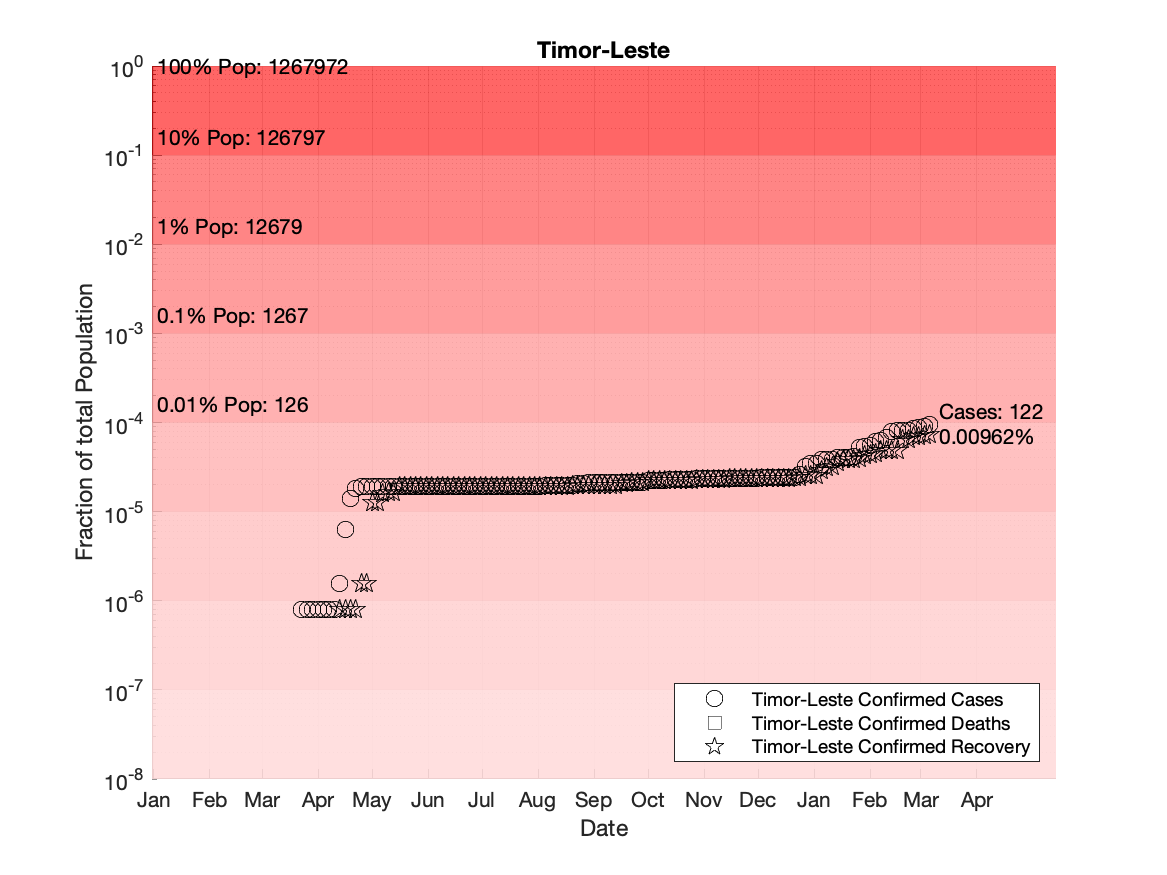 Timor-Leste
10^0
100% Pop: 1267972
10% Pop: 126797
10^-1
1% Pop: 12679
10^-2
0.1% Pop: 1267
10^-3
0.01% Pop: 126
10^-4
Cases: 122
0.00962%
10^-5
10^-6
10^-7
10^-8
Fraction of total Population
Timor-Leste Confirmed Cases
Timor-Leste Confirmed Deaths
Timor-Leste Confirmed Recovery
Jan Feb Mar Apr May Jun Jul Aug Sep Oct Nov Dec Jan Feb Mar Apr
Date